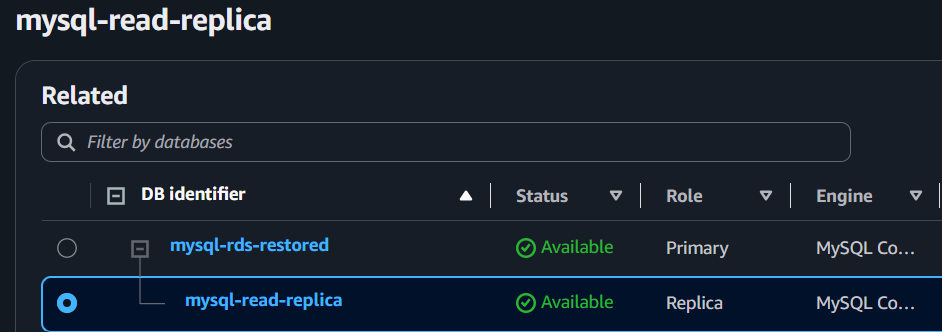 mysql-read-replica
Related
Filter by databases
DB identifier Status Role Engine
mysql-rds-restored Available Primary MySQL Co...
mysql-read-replica Available Replica MySQL Co...